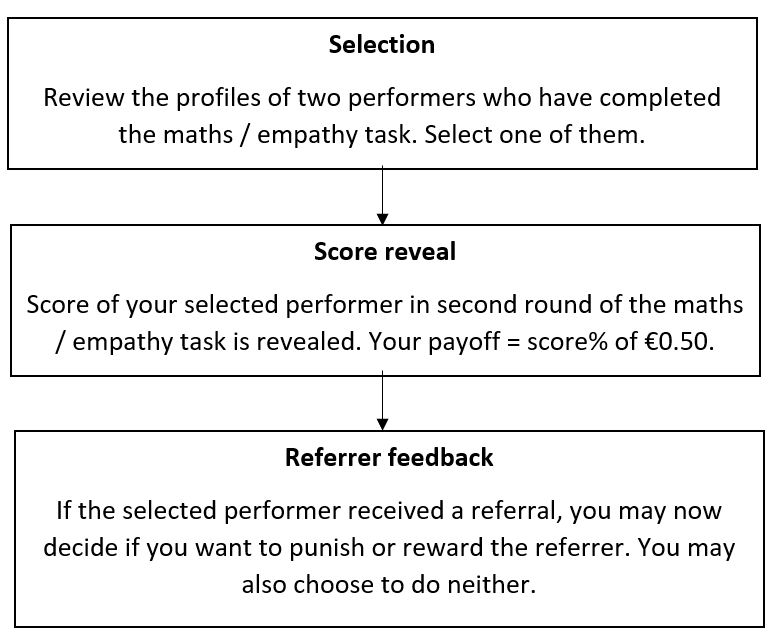 Selection
Review the profiles of two performers who have completed
the maths / empathy task. Select one of them.
Score reveal
Score of your selected performer in second round of the maths
/ empathy task is revealed. Your payoff = score% of €0.50.
Referrer feedback
If the selected performer received a referral, you may now
decide if you want to punish or reward the referrer. You may
also choose to do neither.